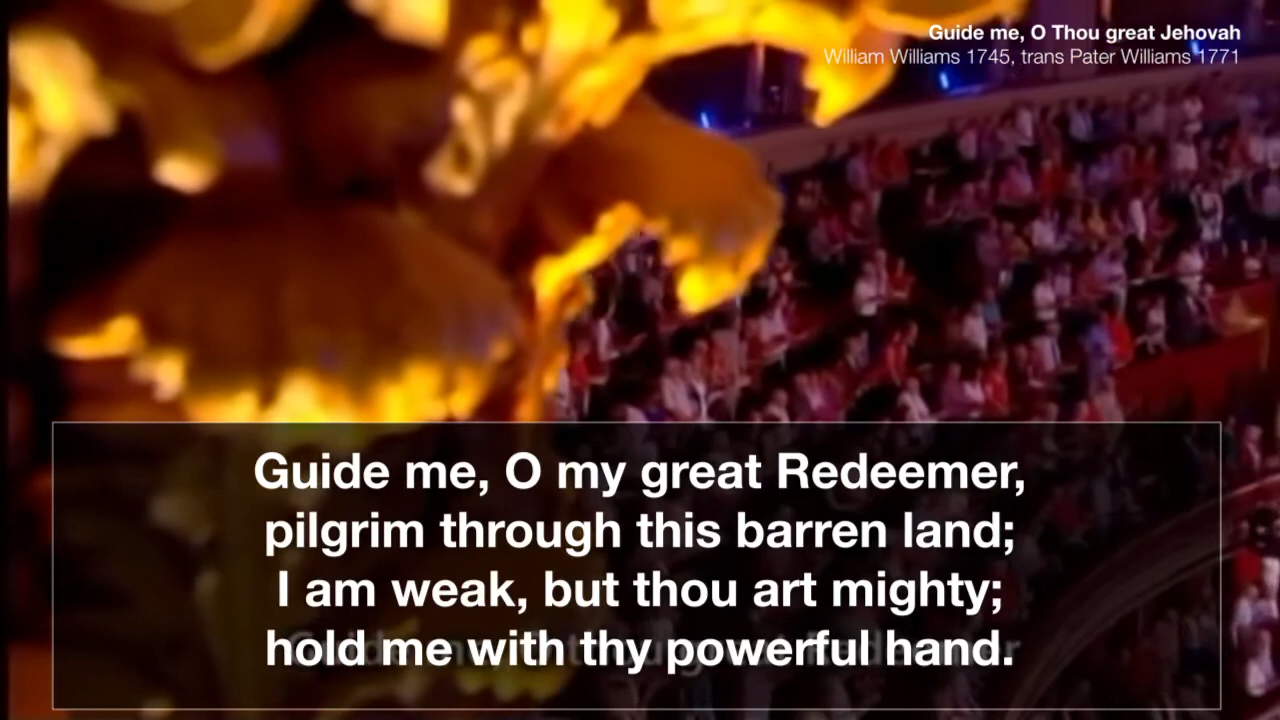 Guide me, O Thou great Jehovah
William Williams 1745, trans Pater Williams 1771
Guide me, O my great Redeemer,
pilgrim through this barren land;
I am weak, but thou art mighty;
hold me with thy powerful hand.